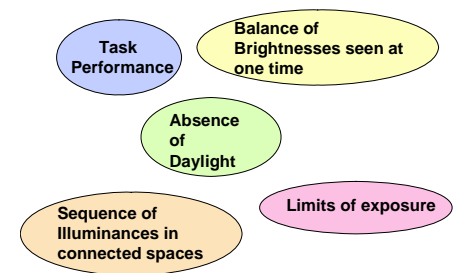 Task
Performance
Balance of
Brightnesses seen at
one time
Absence
of
Daylight
Limits of exposure
Sequence of
Illuminances in
connected spaces